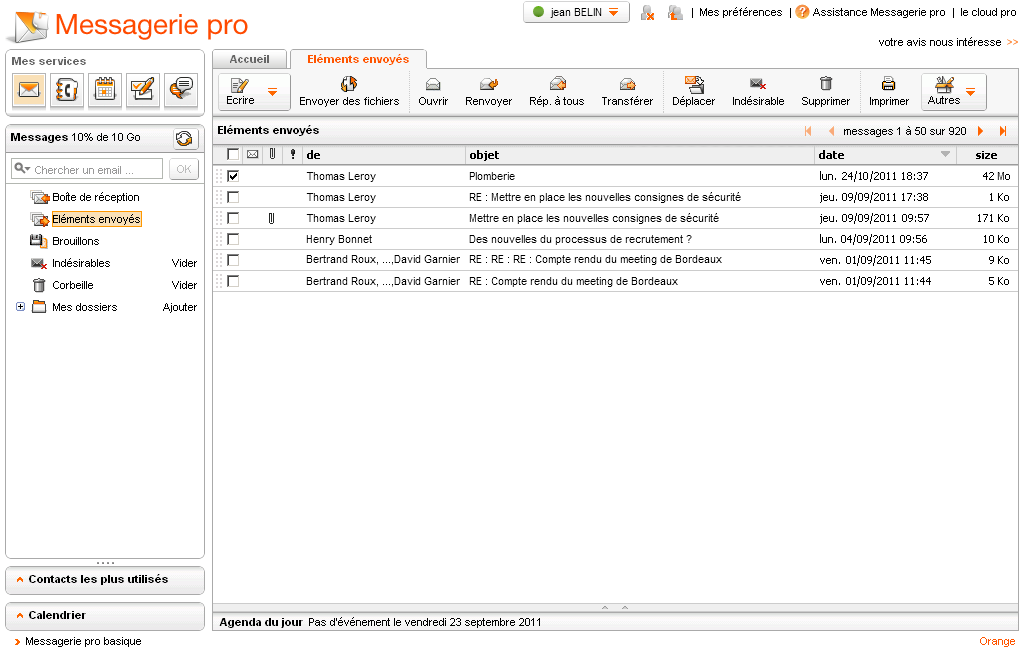 Messagerie pro
jean BELIN
| Mes préférences | Assistance Messagerie pro | le cloud pro
votre avis nous intéresse >>
Mes services
Accueil
Eléments envoyés
Ecrire
Envoyer des fichiers
Ouvrir
Renvoyer
Rép. à tous
Transférer
Déplacer
Indésirable
Supprimer
Imprimer
Autres
Messages 10% de 10 Go
Chercher un email ...
OK
Boîte de réception
Eléments envoyés
Brouillons
Indésirables Vider
Corbeille Vider
Mes dossiers Ajouter
Eléments envoyés
messages 1 à 50 sur 920
de objet date size
Thomas Leroy Plomberie lun. 24/10/2011 18:37 42 Mo
Thomas Leroy RE : Mettre en place les nouvelles consignes de sécurité jeu. 09/09/2011 17:38 1 Ko
Thomas Leroy Mettre en place les nouvelles consignes de sécurité jeu. 09/09/2011 09:57 171 Ko
Henry Bonnet Des nouvelles du processus de recrutement ? lun. 04/09/2011 09:56 10 Ko
Bertrand Roux, ...,David Garnier RE : RE : RE : Compte rendu du meeting de Bordeaux ven. 01/09/2011 11:45 9 Ko
Bertrand Roux, ...,David Garnier RE : Compte rendu du meeting de Bordeaux ven. 01/09/2011 11:44 5 Ko
Contacts les plus utilisés
Calendrier
Agenda du jour Pas d'événement le vendredi 23 septembre 2011
Messagerie pro basique
Orange